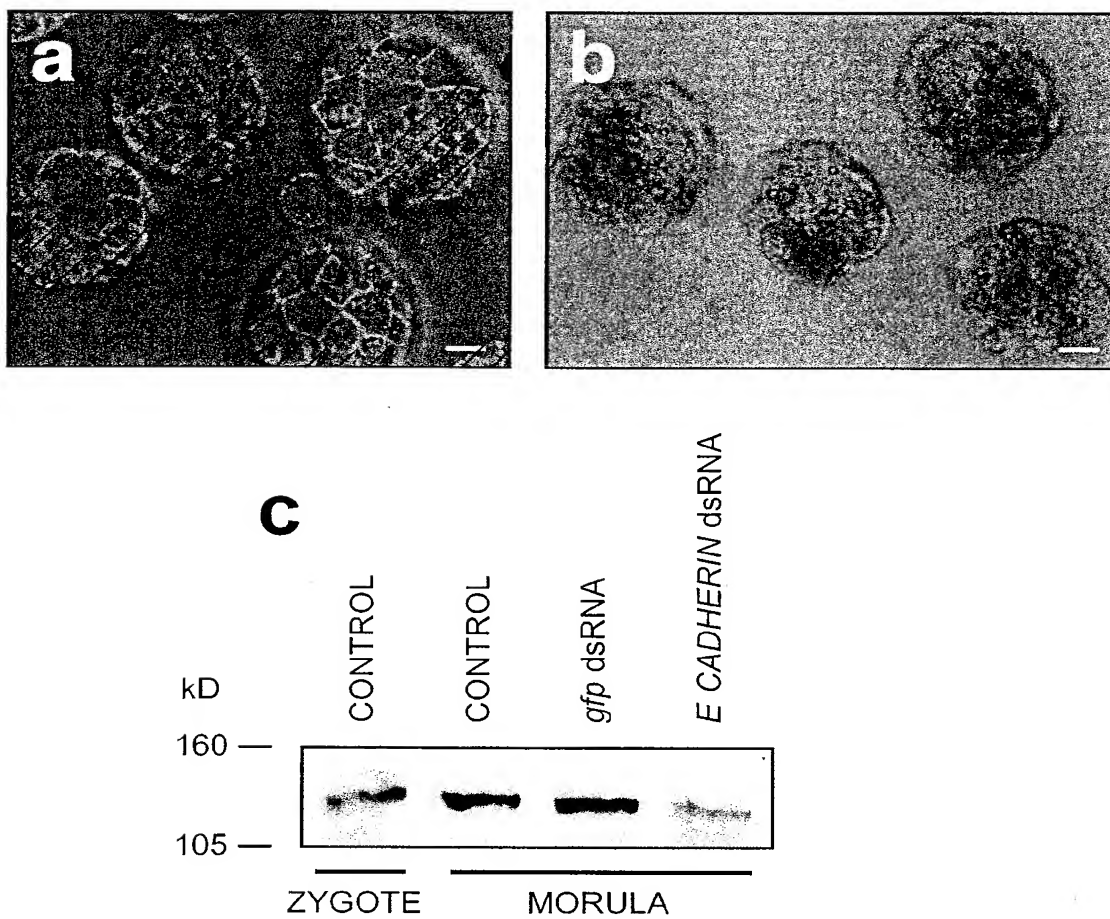 a
b
c
kD
CONTROL
CONTROL
gfp dsRNA
E CADHERIN dsRNA
160
105
ZYGOTE
MORULA